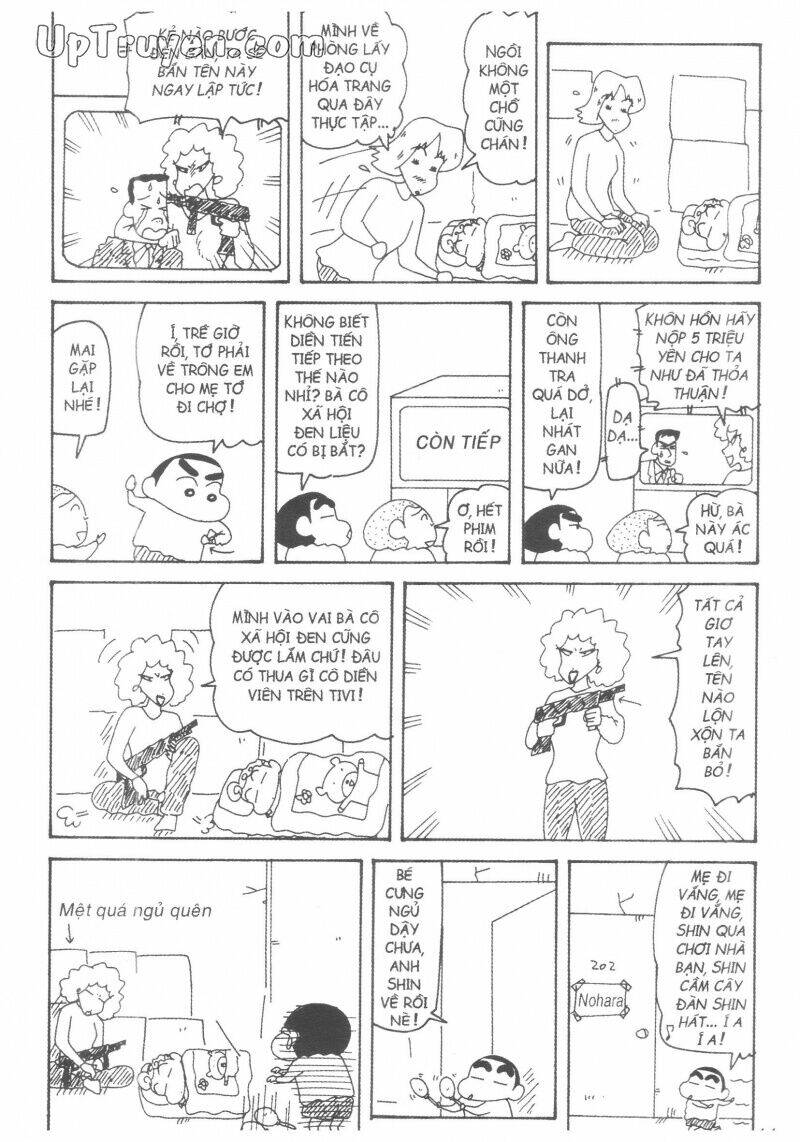 UpTruyen.com
NGỒI
KHÔNG
MỘT
CHỖ
CŨNG
CHÁN!
MÌNH VỀ
PHÒNG LẤY
ĐẠO CỤ
HÓA TRANG
QUA ĐÂY
THỰC TẬP...
KẺ NÀO BƯỚC
ĐẾN GẦN, TA SẼ
BẮN TÊN NÀY
NGAY LẬP TỨC!
KHÔN HỒN HÃY
NỘP 5 TRIỆU
YÊN CHO TA
NHƯ ĐÃ THỎA
THUẬN!
DẠ
DẠ...
HỪ, BÀ
NÀY ÁC
QUÁ!
CÒN
ÔNG
THANH
TRA
QUÁ DỞ,
LẠI
NHÁT
GAN
NỮA!
CÒN TIẾP
Ơ, HẾT
PHIM
RỒI!
KHÔNG BIẾT
DIỄN TIẾN
TIẾP THEO
THẾ NÀO
NHỈ? BÀ CÔ
XÃ HỘI
ĐEN LIỆU
CÓ BỊ BẮT?
Í, TRỄ GIỜ
RỒI, TỚ PHẢI
VỀ TRÔNG EM
CHO MẸ TỚ
ĐI CHỢ!
MAI
GẶP
LẠI
NHÉ!
TẤT CẢ
GIƠ
TAY
LÊN,
TÊN
NÀO
LỘN
XỘN TA
BẮN
BỎ!
MÌNH VÀO VAI BÀ CÔ
XÃ HỘI ĐEN CŨNG
ĐƯỢC LẮM CHỨ! ĐÂU
CÓ THUA GÌ CÔ DIỄN
VIÊN TRÊN TIVI!
MẸ ĐI
VẮNG, MẸ
ĐI VẮNG,
SHIN QUA
CHƠI NHÀ
BẠN, SHIN
CẦM CÂY
ĐÀN SHIN
HÁT... Í A
Í A!
202
Nohara
BÉ
CƯNG
NGỦ
DẬY
CHƯA,
ANH
SHIN
VỀ RỒI
NÈ!
Mệt quá ngủ quên